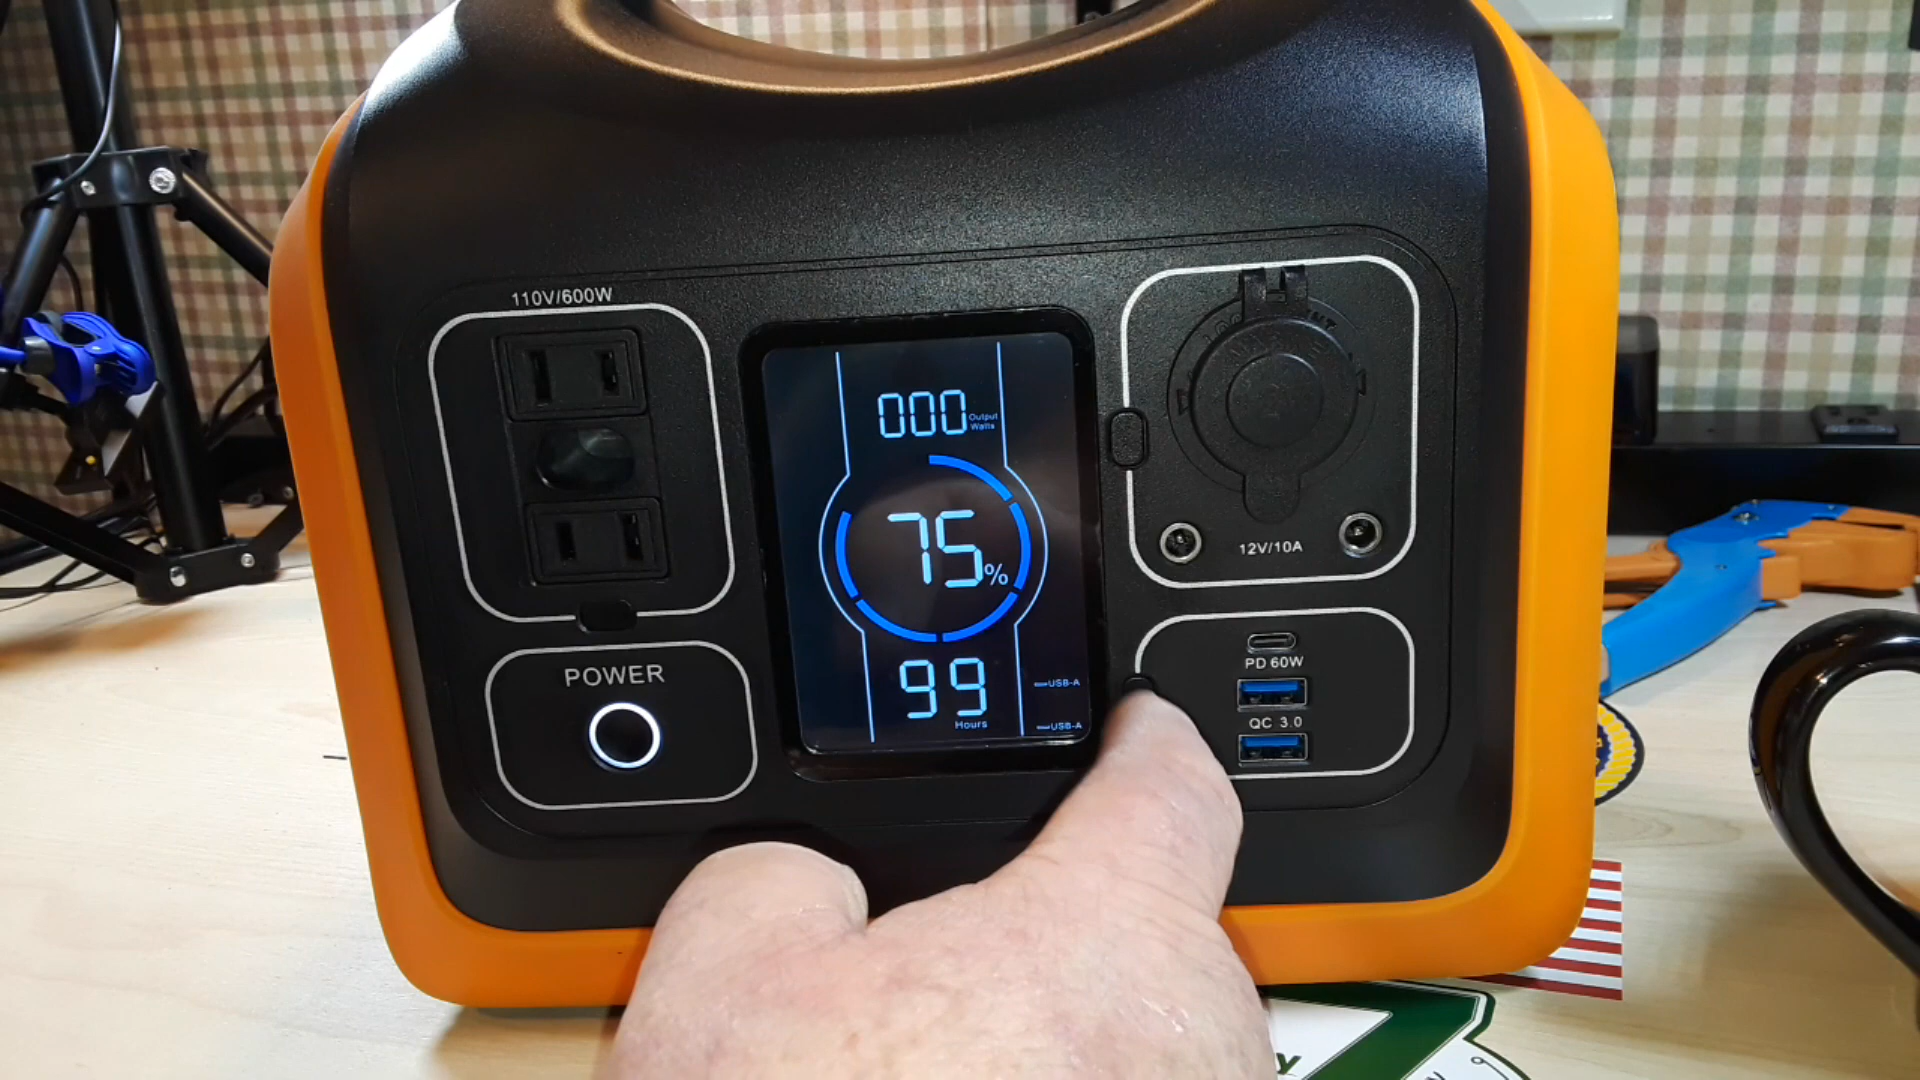 110V/600W
POWER
000 Output Watts
75%
99 Hours
USB-A
USB-A
12V/10A
PD 60W
QC 3.0
y